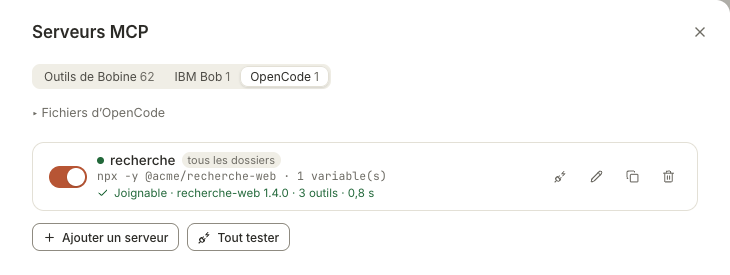 Serveurs MCP
Outils de Bobine 62 IBM Bob 1 OpenCode 1
▸ Fichiers d’OpenCode
recherche tous les dossiers
npx -y @acme/recherche-web · 1 variable(s)
✓ Joignable · recherche-web 1.4.0 · 3 outils · 0,8 s
+ Ajouter un serveur Tout tester